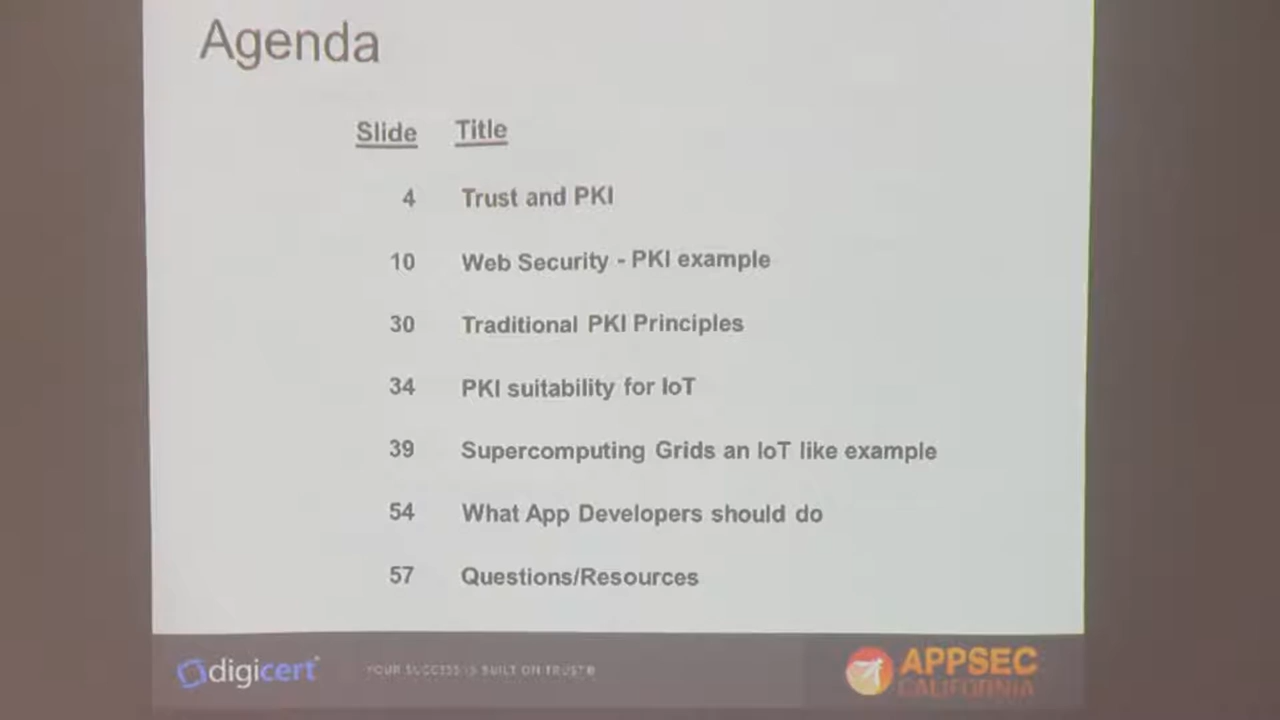 Agenda
Slide Title
4 Trust and PKI
10 Web Security - PKI example
30 Traditional PKI Principles
34 PKI suitability for IoT
39 Supercomputing Grids an IoT like example
54 What App Developers should do
57 Questions/Resources
digicert YOUR SUCCESS IS BUILT ON TRUST® APPSEC
CALIFORNIA